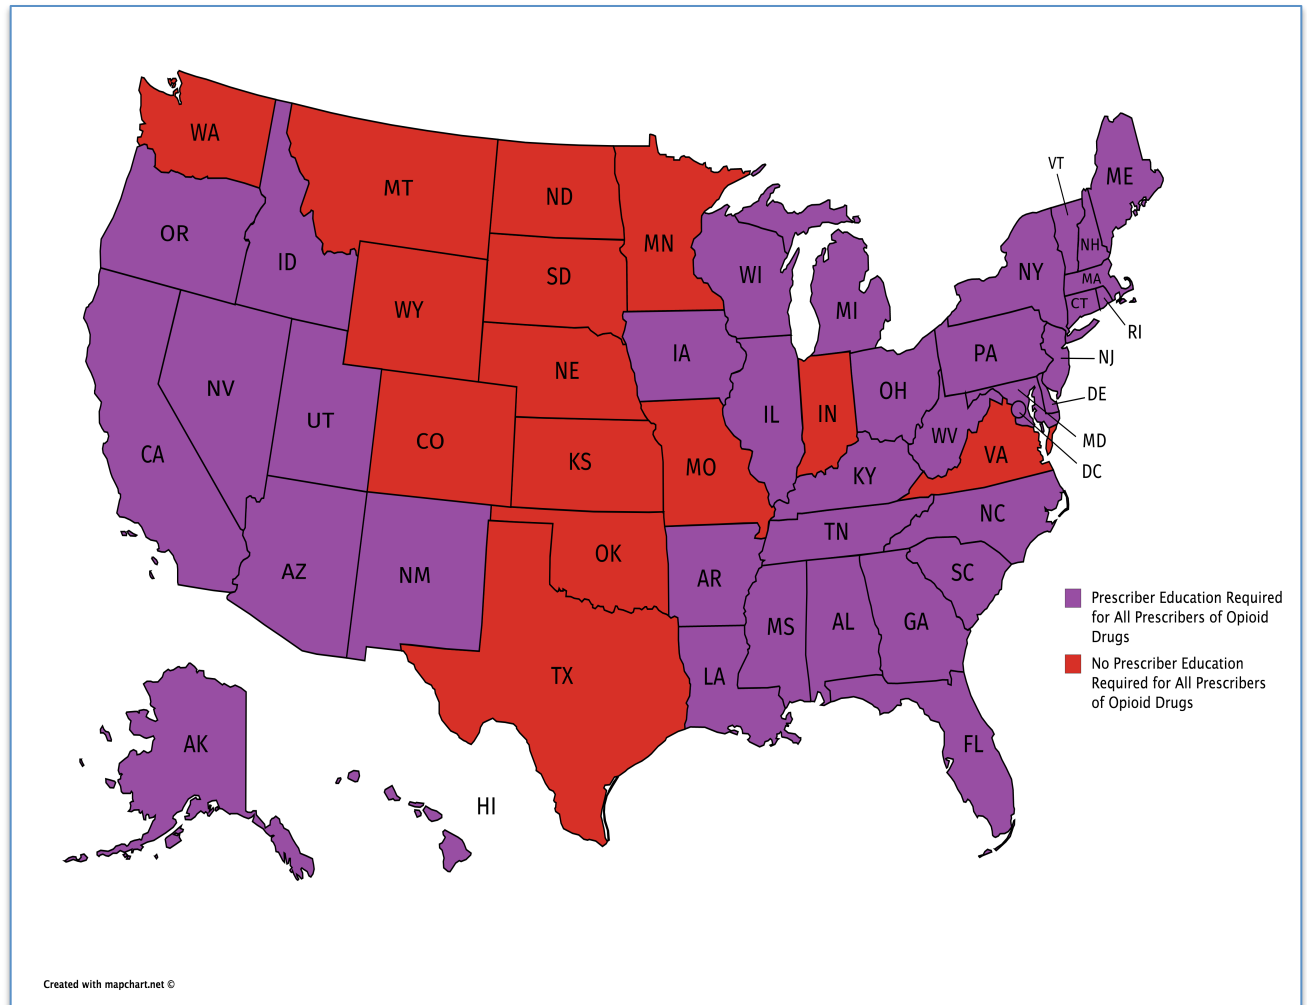 WA
MT
ND
MN
VT
ME
OR
ID
SD
WI
NH
NY
MA
WY
MI
CT
RI
NE
IA
PA
NJ
NV
UT
CO
IL
IN
OH
DE
CA
KS
MO
WV
VA
MD
DC
KY
OK
TN
NC
AZ
NM
AR
SC
MS
AL
GA
Prescriber Education Required
for All Prescribers of Opioid
Drugs
TX
LA
No Prescriber Education
Required for All Prescribers
of Opioid Drugs
AK
FL
HI
Created with mapchart.net ©